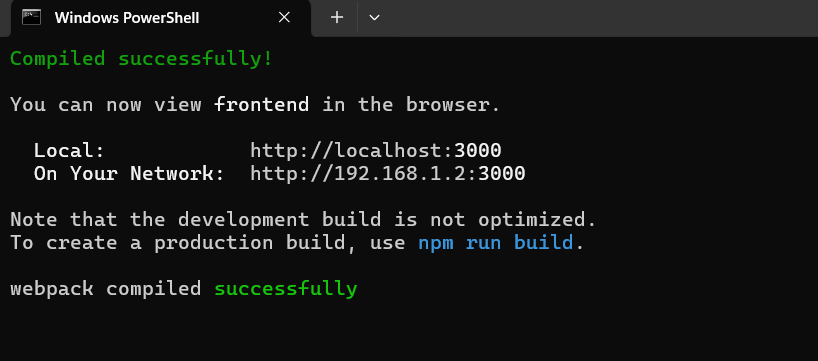 Windows PowerShell
Compiled successfully!
You can now view frontend in the browser.
Local: http://localhost:3000
On Your Network: http://192.168.1.2:3000
Note that the development build is not optimized.
To create a production build, use npm run build.
webpack compiled successfully